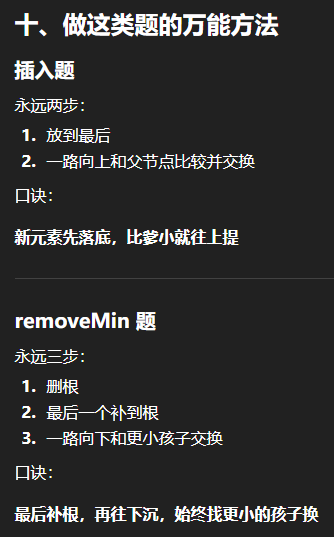 十、做这类题的万能方法
插入题
永远两步：
1. 放到最后
2. 一路向上和父节点比较并交换
口诀：
新元素先落底，比爹小就往上提
removeMin 题
永远三步：
1. 删根
2. 最后一个补到根
3. 一路向下和更小孩子交换
口诀：
最后补根，再往下沉，始终找更小的孩子换